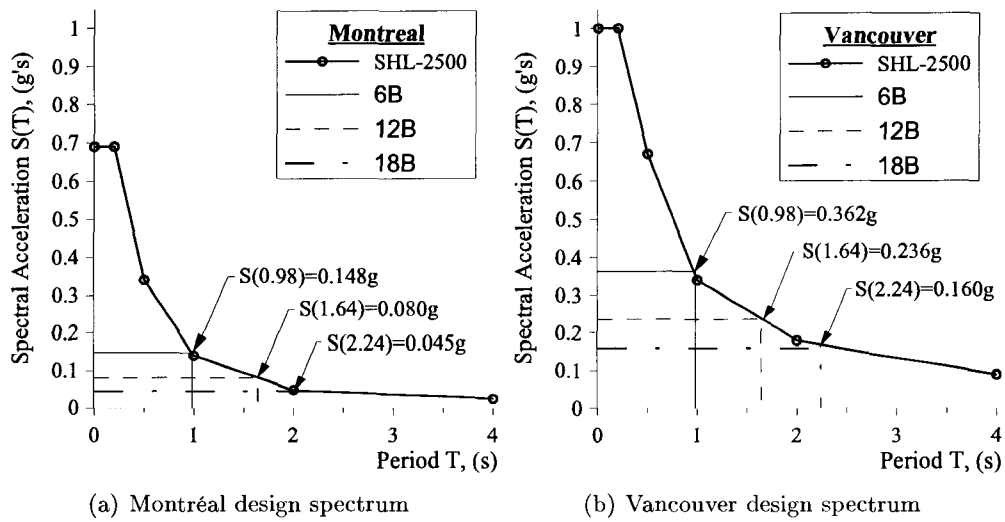 Spectral Acceleration S(T), (g's)
1
0.9
0.8
0.7
0.6
0.5
0.4
0.3
0.2
0.1
0
Montreal
SHL-2500
6B
12B
18B
S(0.98)=0.148g
S(1.64)=0.080g
S(2.24)=0.045g
0 1 2 3 4
Period T, (s)
(a) Montréal design spectrum
Spectral Acceleration S(T), (g's)
1
0.9
0.8
0.7
0.6
0.5
0.4
0.3
0.2
0.1
0
Vancouver
SHL-2500
6B
12B
18B
S(0.98)=0.362g
S(1.64)=0.236g
S(2.24)=0.160g
0 1 2 3 4
Period T, (s)
(b) Vancouver design spectrum